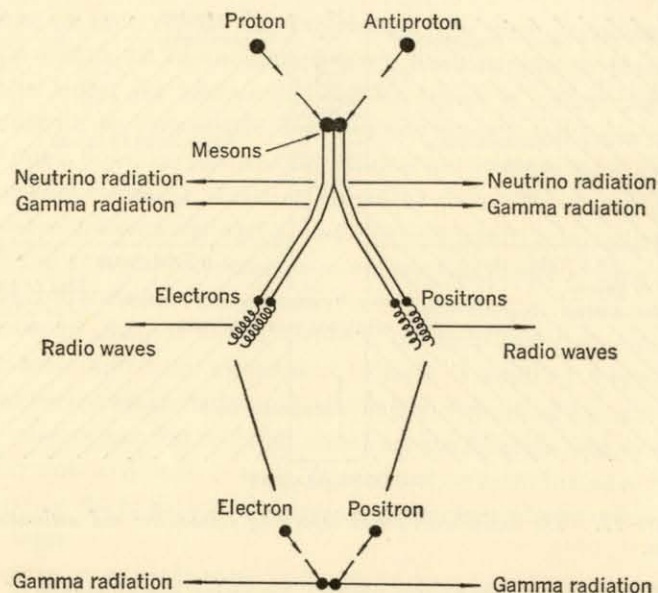 Proton Antiproton
Mesons
Neutrino radiation Neutrino radiation
Gamma radiation Gamma radiation
Electrons Positrons
Radio waves Radio waves
Electron Positron
Gamma radiation Gamma radiation